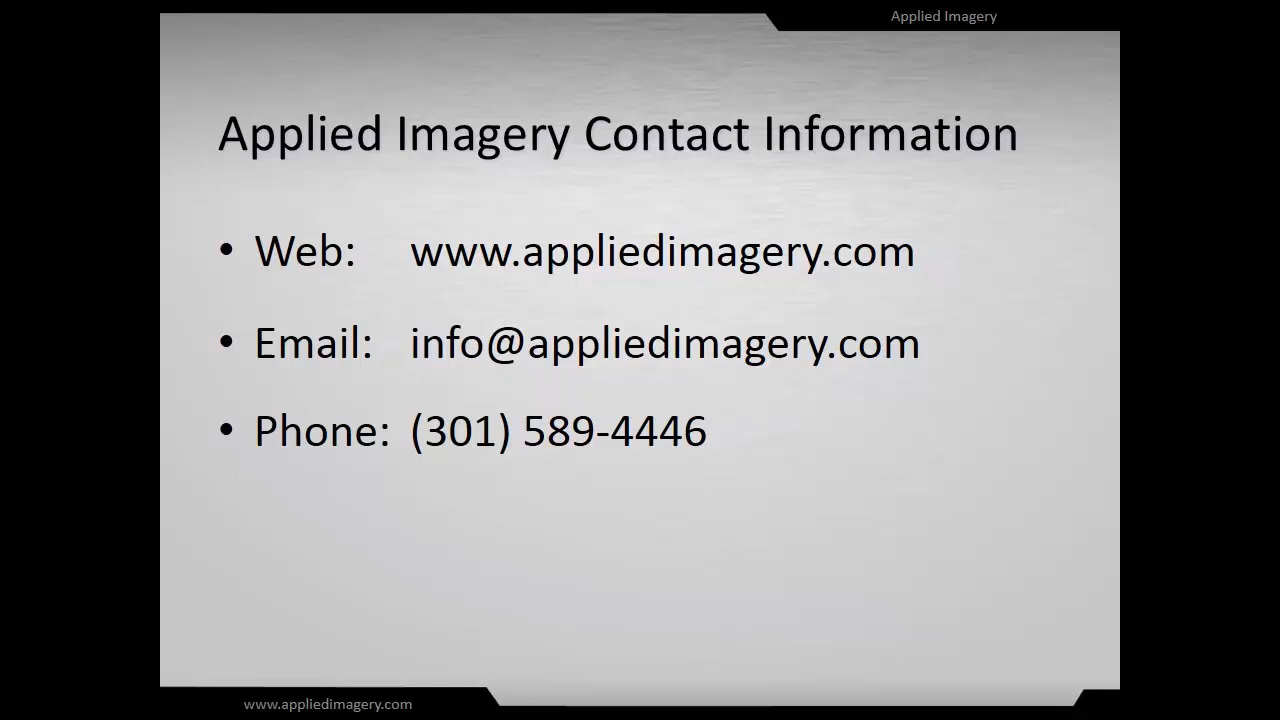 Applied Imagery
Applied Imagery Contact Information
• Web: www.appliedimagery.com
• Email: info@appliedimagery.com
• Phone: (301) 589-4446
www.appliedimagery.com